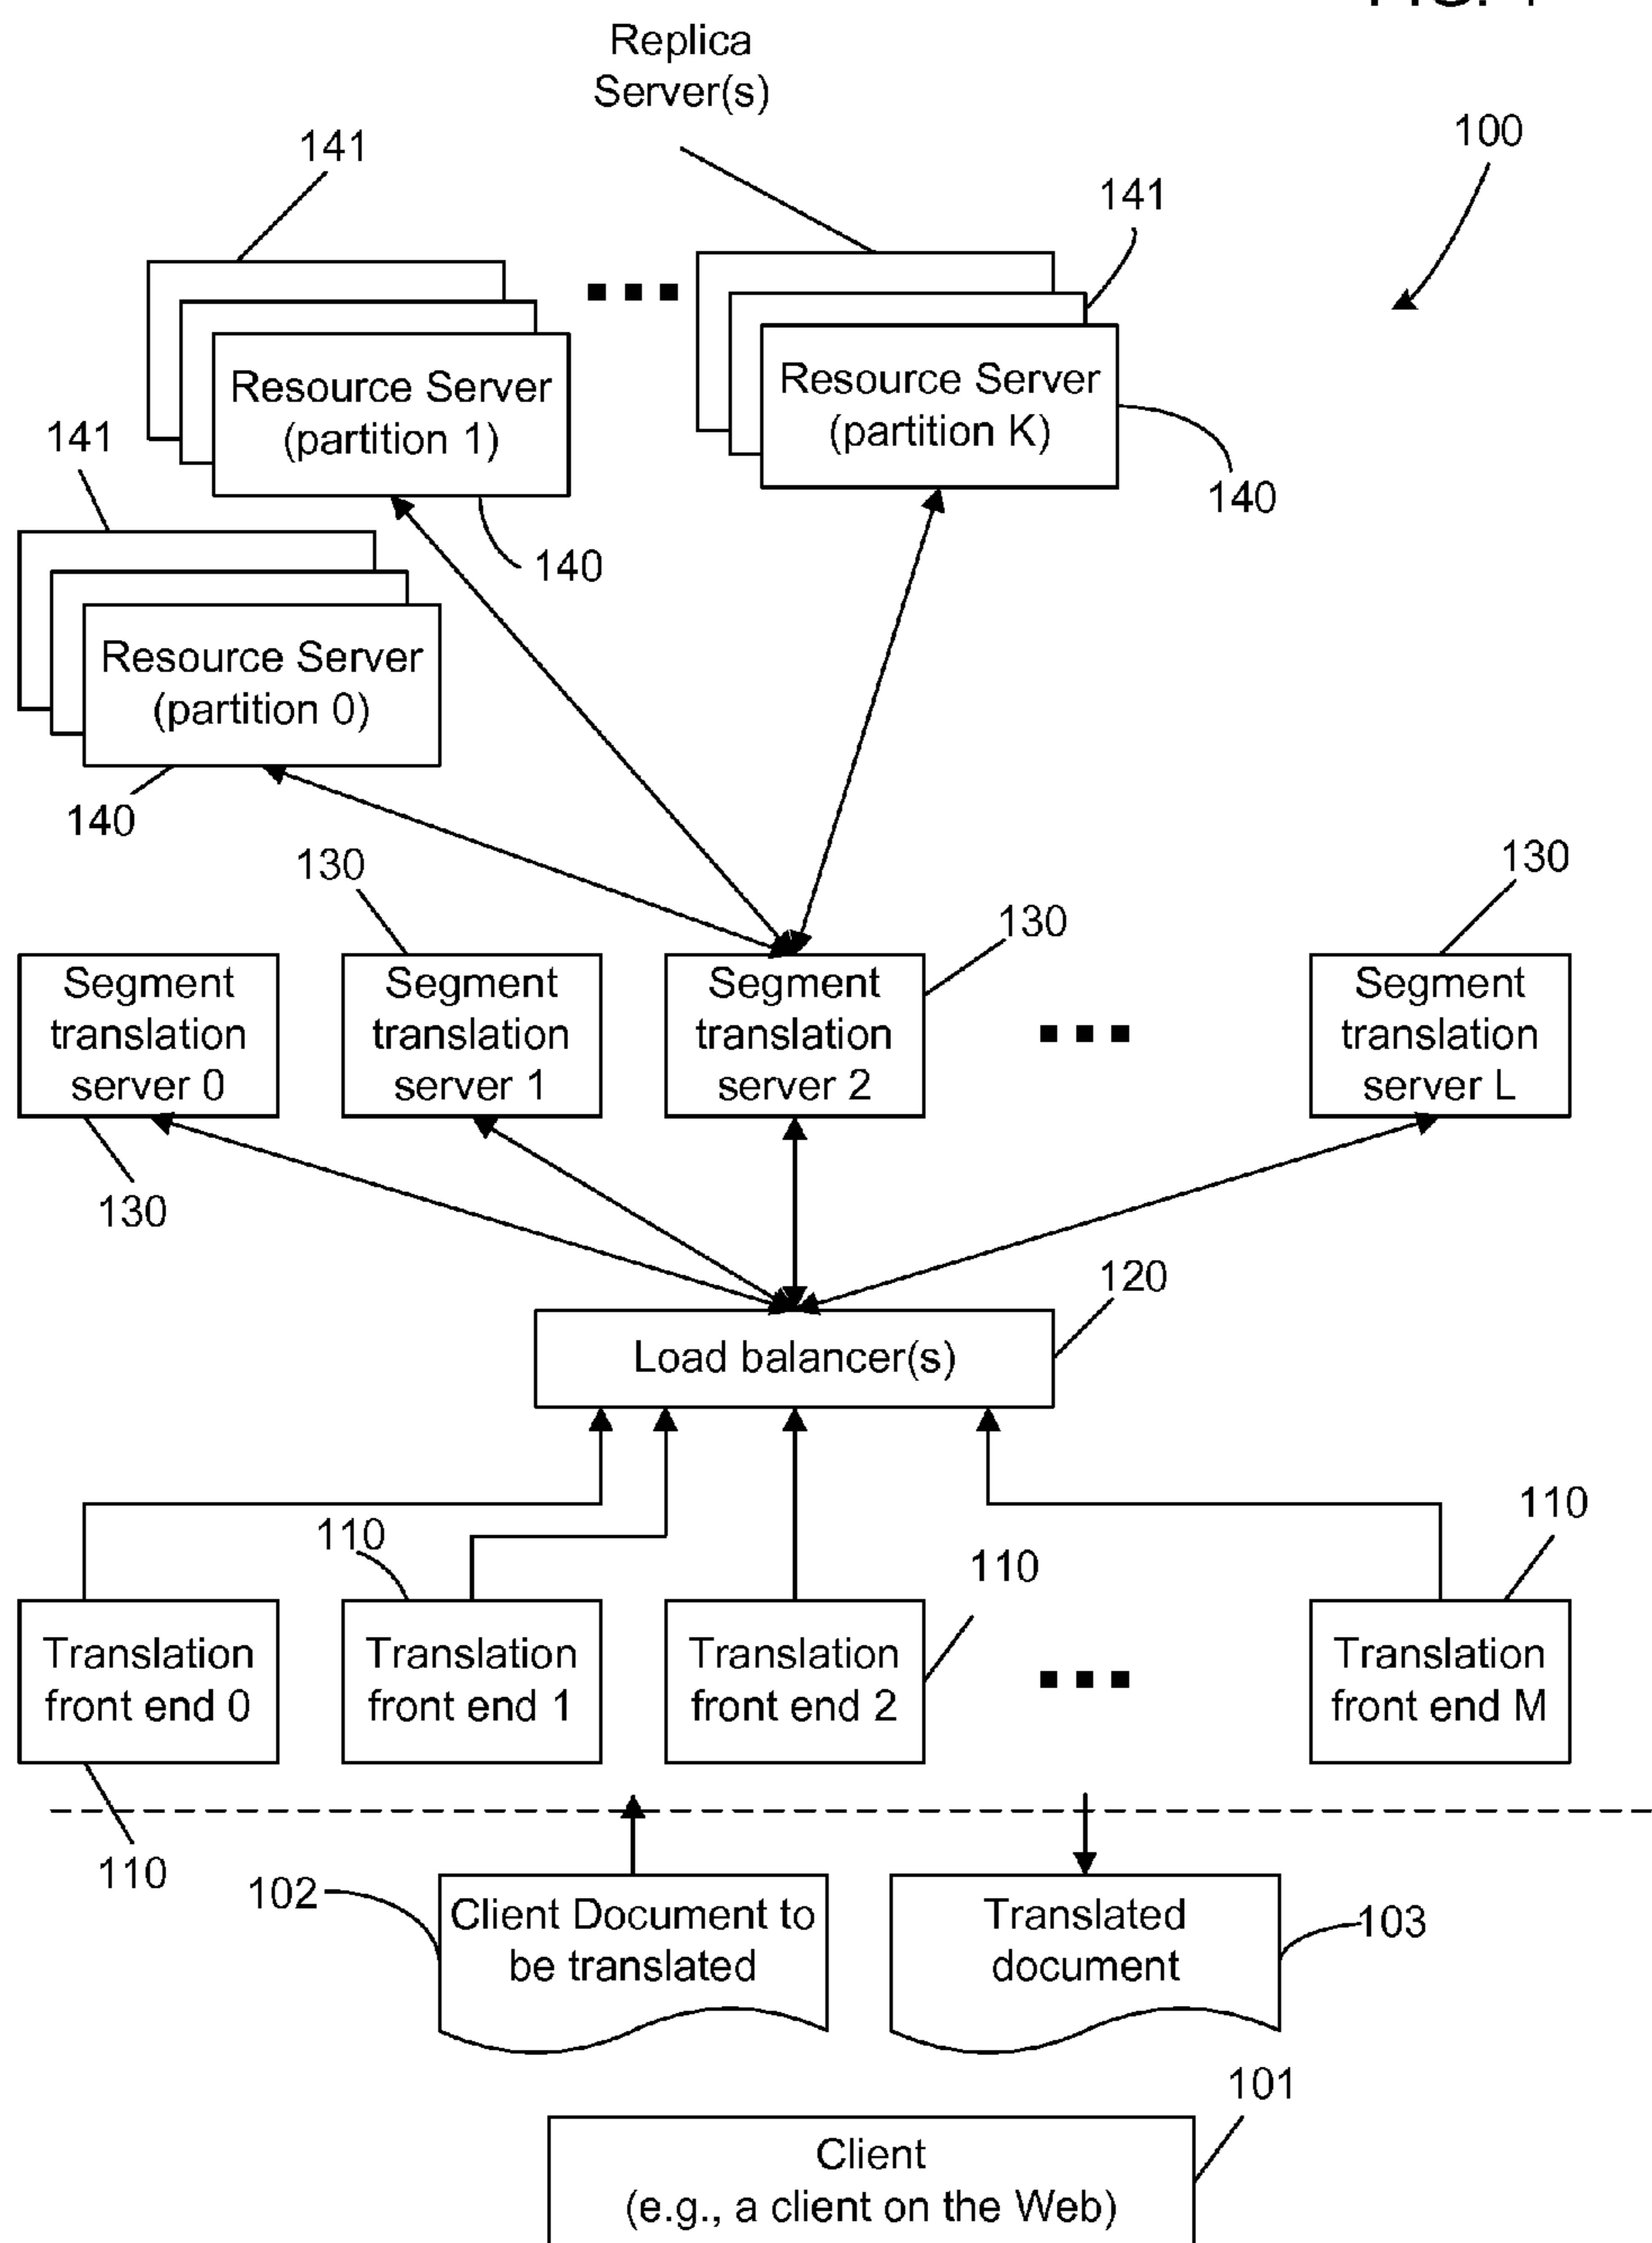 Replica
Server(s)
141
100
141
Resource Server
(partition 1)
Resource Server
(partition K)
141
140
140
Resource Server
(partition 0)
140
130
130
130
Segment
translation
server 0
Segment
translation
server 1
Segment
translation
server 2
Segment
translation
server L
130
120
Load balancer(s)
110
110
110
Translation
front end 0
Translation
front end 1
Translation
front end 2
Translation
front end M
110
102
Client Document to
be translated
Translated
document
103
101
Client
(e.g., a client on the Web)